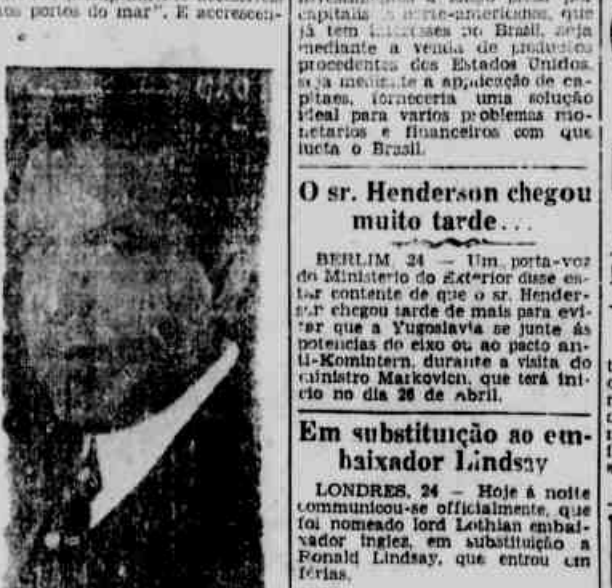 os portos do mar". E accrescen-
capitalis norte-americanos, que
já tem interesses no Brasil, seja
mediante a venda de productos
procedentes dos Estados Unidos,
seja mediante a applicação de ca-
pitaes, forneceria uma solução
ideal para varios problemas mo-
netarios e financeiros com que
lucta o Brasil.
O sr. Henderson chegou
muito tarde...
BERLIM, 24 — Um porta-voz
do Ministerio do Exterior disse es-
tar contente de que o sr. Hender-
son chegou tarde de mais para evi-
tar que a Yugoslavia se junte ás
potencias do eixo ou ao pacto an-
ti-Komintern, durante a visita do
ministro Markovich, que terá ini-
cio no dia 26 de Abril.
Em substituição ao em-
baixador Lindsay
LONDRES, 24 — Hoje á noite
communicou-se officialmente, que
foi nomeado lord Lothian embai-
xador inglez, em substituição a
Ronald Lindsay, que entrou em
férias.